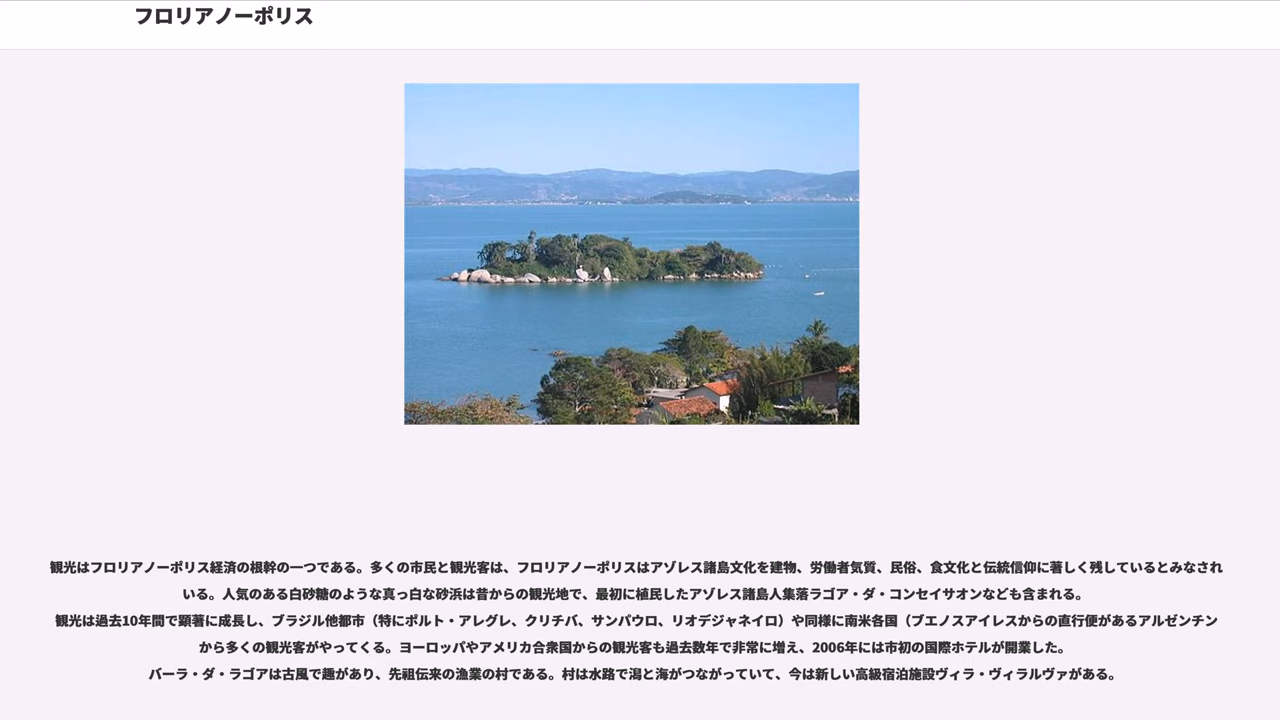 フロリアノーポリス
観光はフロリアノーポリス経済の根幹の一つである。多くの市民と観光客は、フロリアノーポリスはアゾレス諸島文化を建物、労働者気質、民俗、食文化と伝統信仰に著しく残しているとみなされ
いる。人気のある白砂糖のような真っ白な砂浜は昔からの観光地で、最初に植民したアゾレス諸島人集落ラゴア・ダ・コンセイサオンなども含まれる。
観光は過去10年間で顕著に成長し、ブラジル他都市（特にポルト・アレグレ、クリチバ、サンパウロ、リオデジャネイロ）や同様に南米各国（ブエノスアイレスからの直行便があるアルゼンチン
から多くの観光客がやってくる。ヨーロッパやアメリカ合衆国からの観光客も過去数年で非常に増え、2006年には市初の国際ホテルが開業した。
バーラ・ダ・ラゴアは古風で趣があり、先祖伝来の漁業の村である。村は水路で潟と海がつながっていて、今は新しい高級宿泊施設ヴィラ・ヴィラルヴァがある。